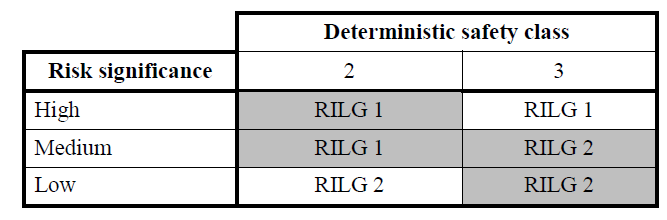 Deterministic safety class
Risk significance 2 3
High RILG 1 RILG 1
Medium RILG 1 RILG 2
Low RILG 2 RILG 2